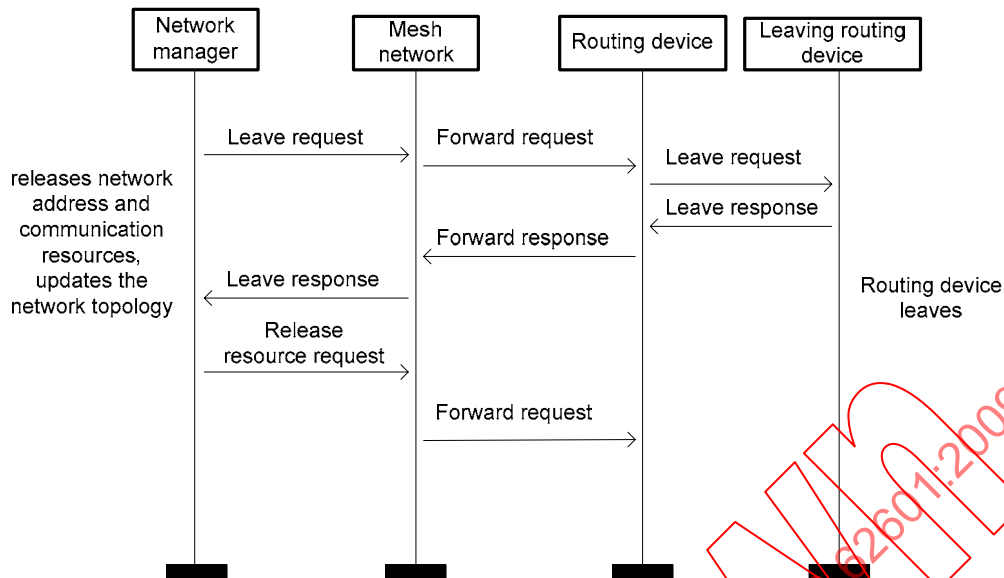 Network
manager
Mesh
network
Routing device
Leaving routing
device
Leave request
Forward request
Leave request
releases network
address and
communication
resources,
updates the
network topology
Leave response
Forward response
Leave response
Routing device
leaves
Release
resource request
Forward request